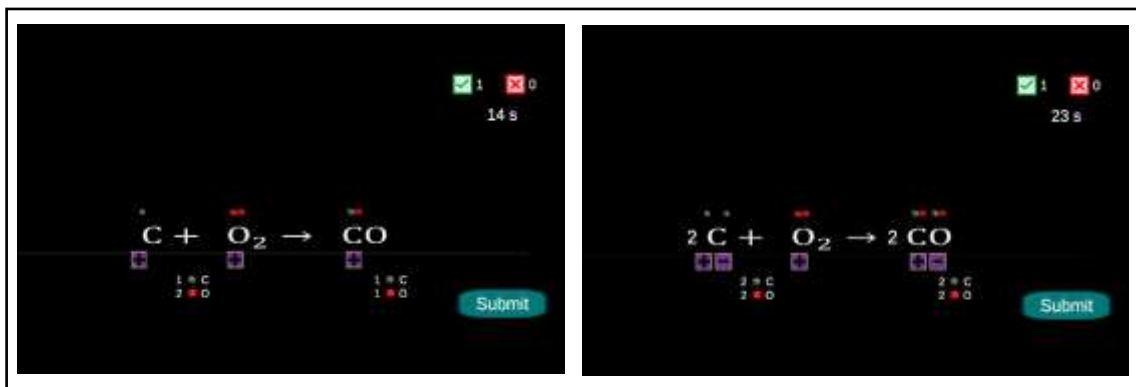 1 0
14 s
C + O₂ → CO
1 C 1 C
2 O 1 O
Submit
1 0
23 s
2 C + O₂ → 2 CO
2 C 2 C
2 O 2 O
Submit